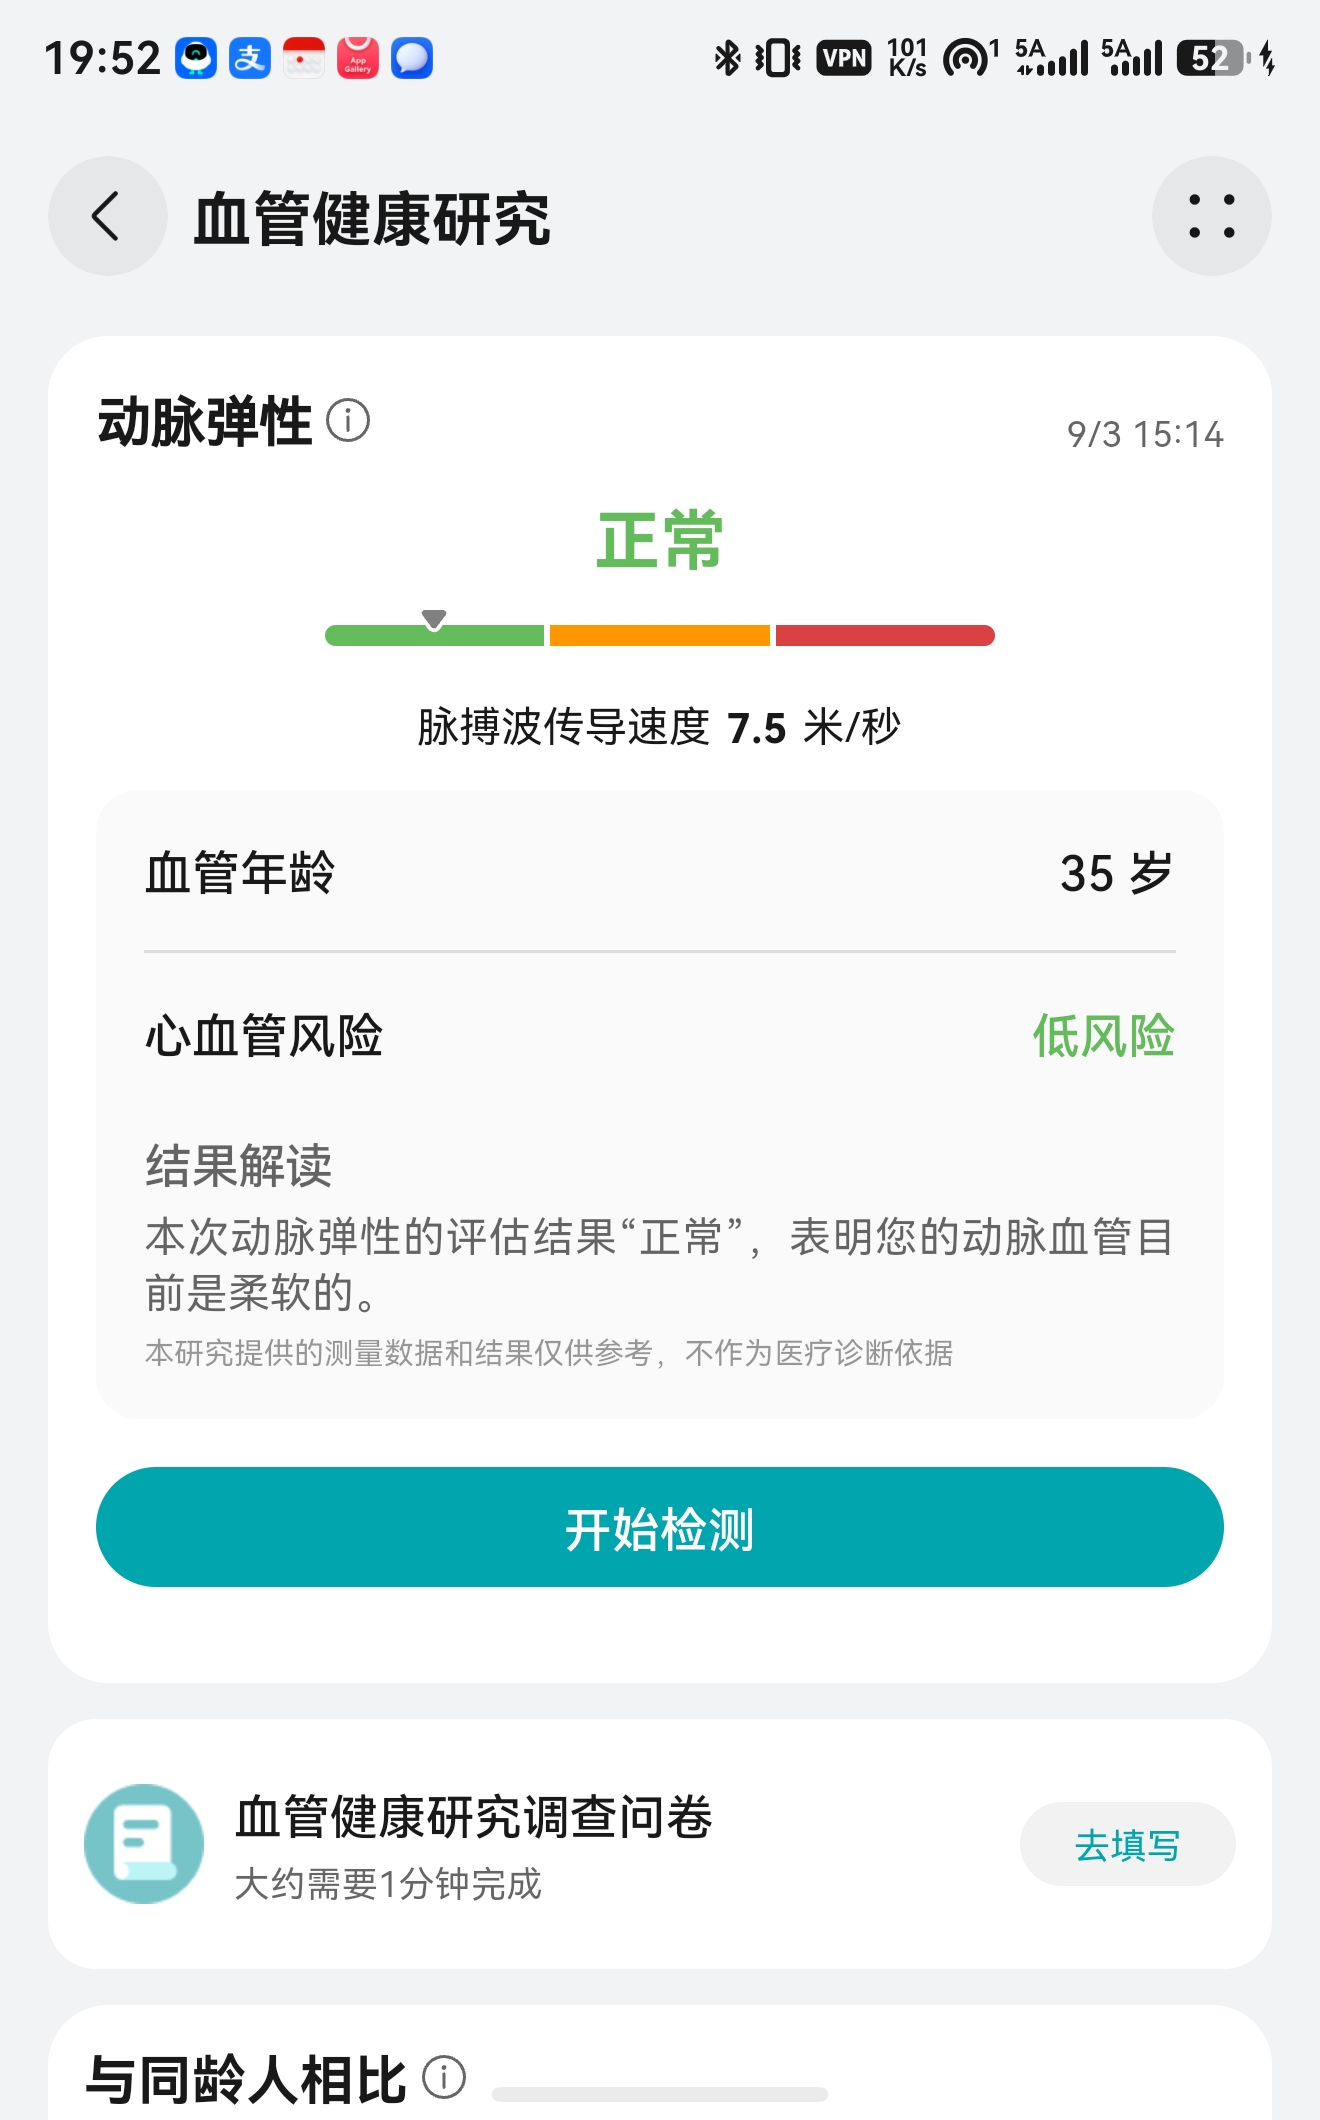 19:52
支
App
Gallery
VPN
101
K/s
1
5A
5A
52
血管健康研究
动脉弹性
9/3 15:14
正常
脉搏波传导速度 7.5 米/秒
血管年龄
35 岁
心血管风险
低风险
结果解读
本次动脉弹性的评估结果“正常”，表明您的动脉血管目
前是柔软的。
本研究提供的测量数据和结果仅供参考，不作为医疗诊断依据
开始检测
血管健康研究调查问卷
大约需要1分钟完成
去填写
与同龄人相比